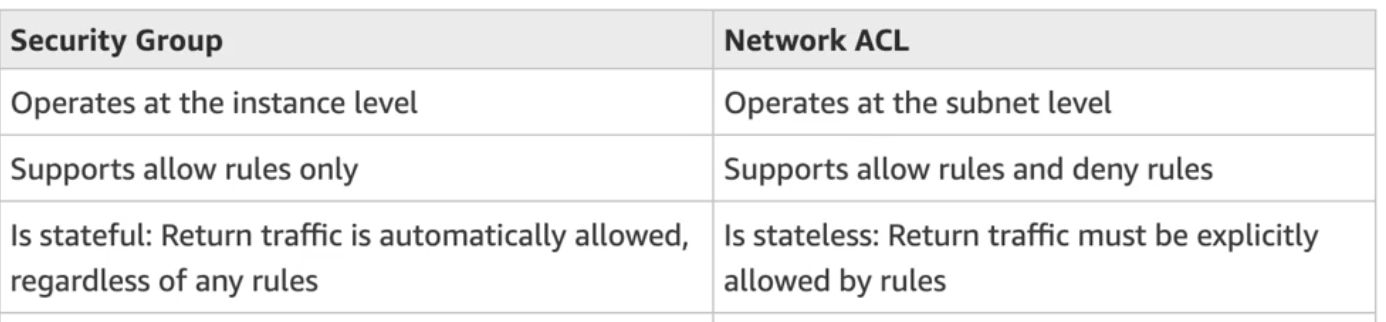 Security Group
Network ACL
Operates at the instance level
Operates at the subnet level
Supports allow rules only
Supports allow rules and deny rules
Is stateful: Return traffic is automatically allowed,
regardless of any rules
Is stateless: Return traffic must be explicitly
allowed by rules